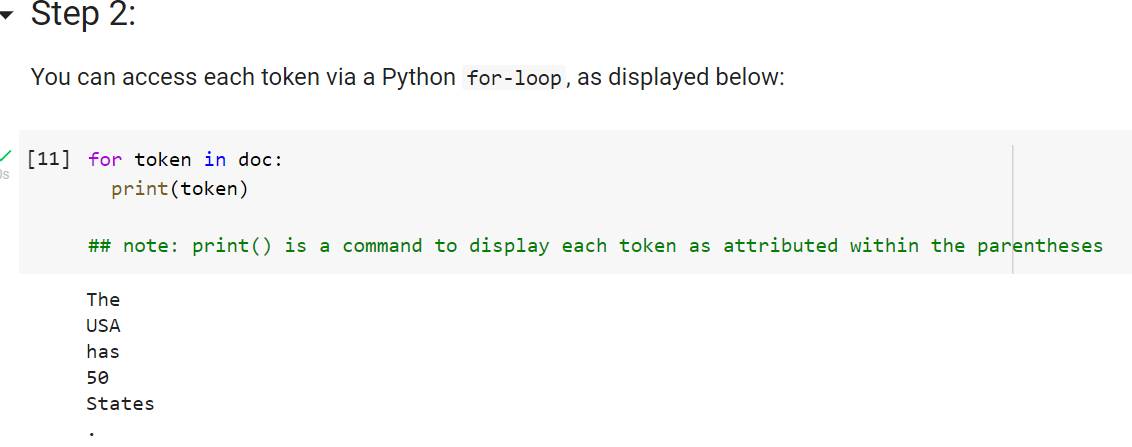 Step 2:
You can access each token via a Python for-loop, as displayed below:
[11] for token in doc:
0s
print(token)
## note: print() is a command to display each token as attributed within the parentheses
The
USA
has
50
States
.